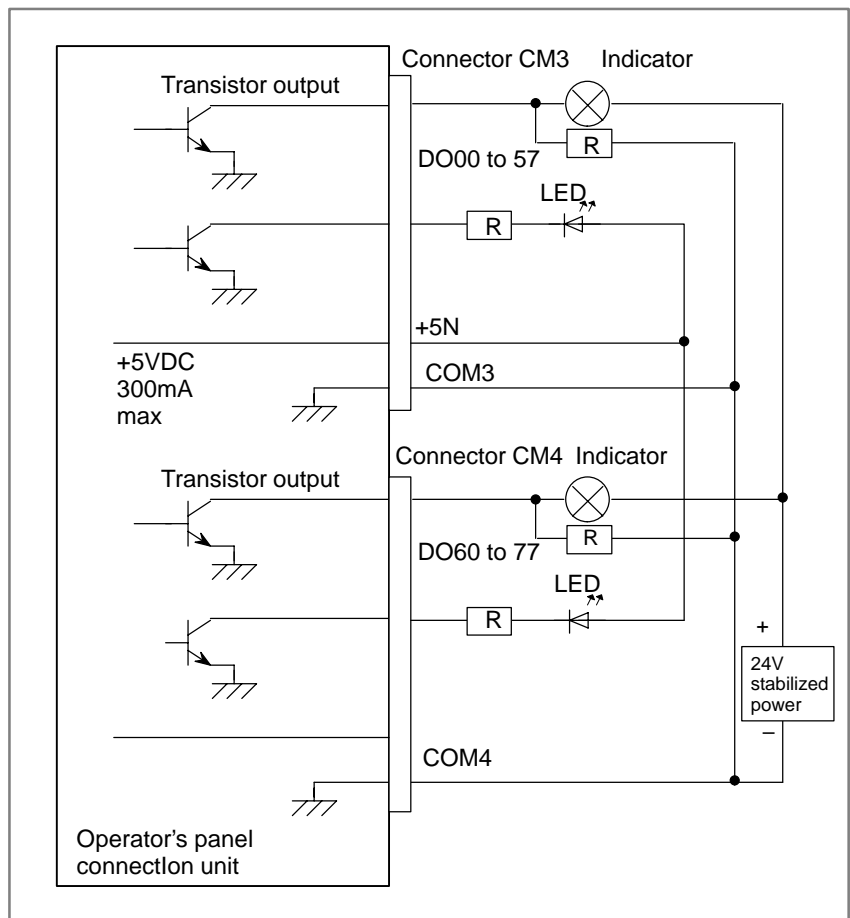 Connector CM3 Indicator
Transistor output
R
DO00 to 57
LED
R
+5N
+5VDC
300mA
max
COM3
Connector CM4 Indicator
Transistor output
R
DO60 to 77
LED
R
+
24V
stabilized
power
–
COM4
Operator's panel
connectIon unit